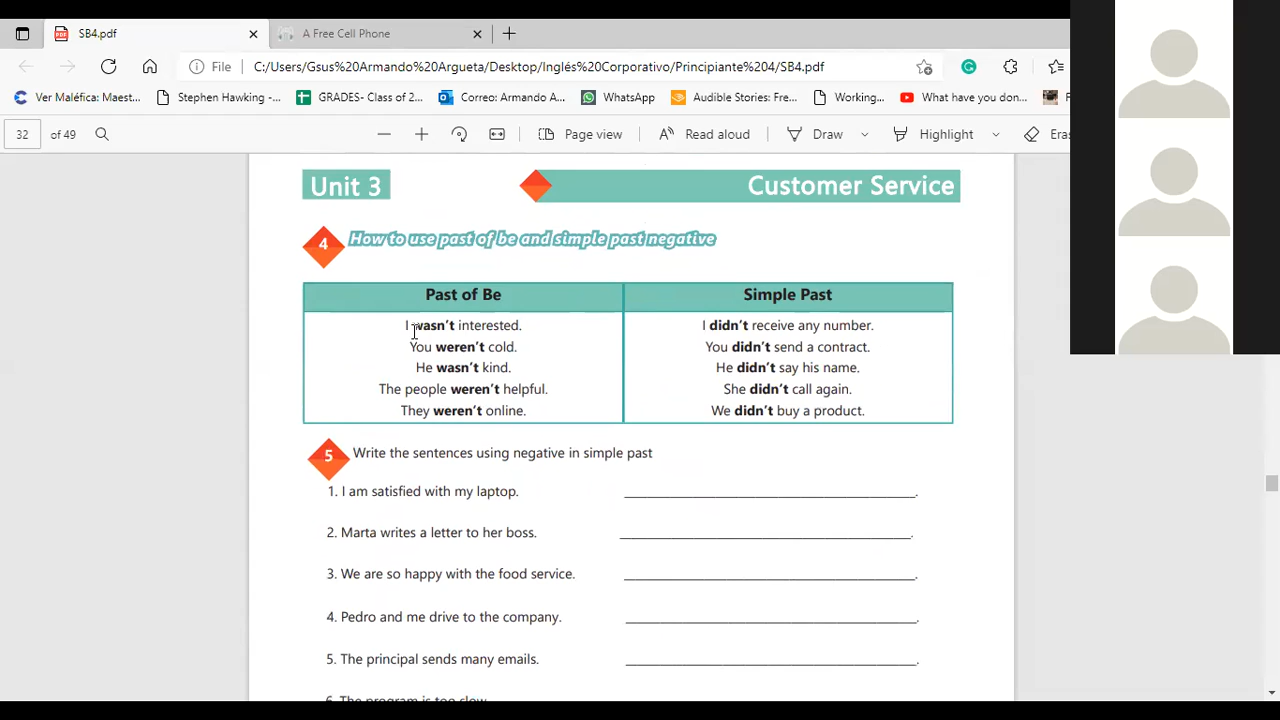 SB4.pdf
A Free Cell Phone
File
C:/Users/Gsus%20Armando%20Argueta/Desktop/Inglés%20Corporativo/Principiante%204/SB4.pdf
Ver Maléfica: Maest...
Stephen Hawking -...
GRADES- Class of 2...
Correo: Armando A...
WhatsApp
Audible Stories: Fre...
Working...
What have you don...
32 of 49
Page view
Read aloud
Draw
Highlight
Eras
Unit 3
Customer Service
4 How to use past of be and simple past negative
Past of Be
Simple Past
I wasn't interested.
You weren't cold.
He wasn't kind.
The people weren't helpful.
They weren't online.
I didn't receive any number.
You didn't send a contract.
He didn't say his name.
She didn't call again.
We didn't buy a product.
5 Write the sentences using negative in simple past
1. I am satisfied with my laptop.
2. Marta writes a letter to her boss.
3. We are so happy with the food service.
4. Pedro and me drive to the company.
5. The principal sends many emails.
6. The program is too slow